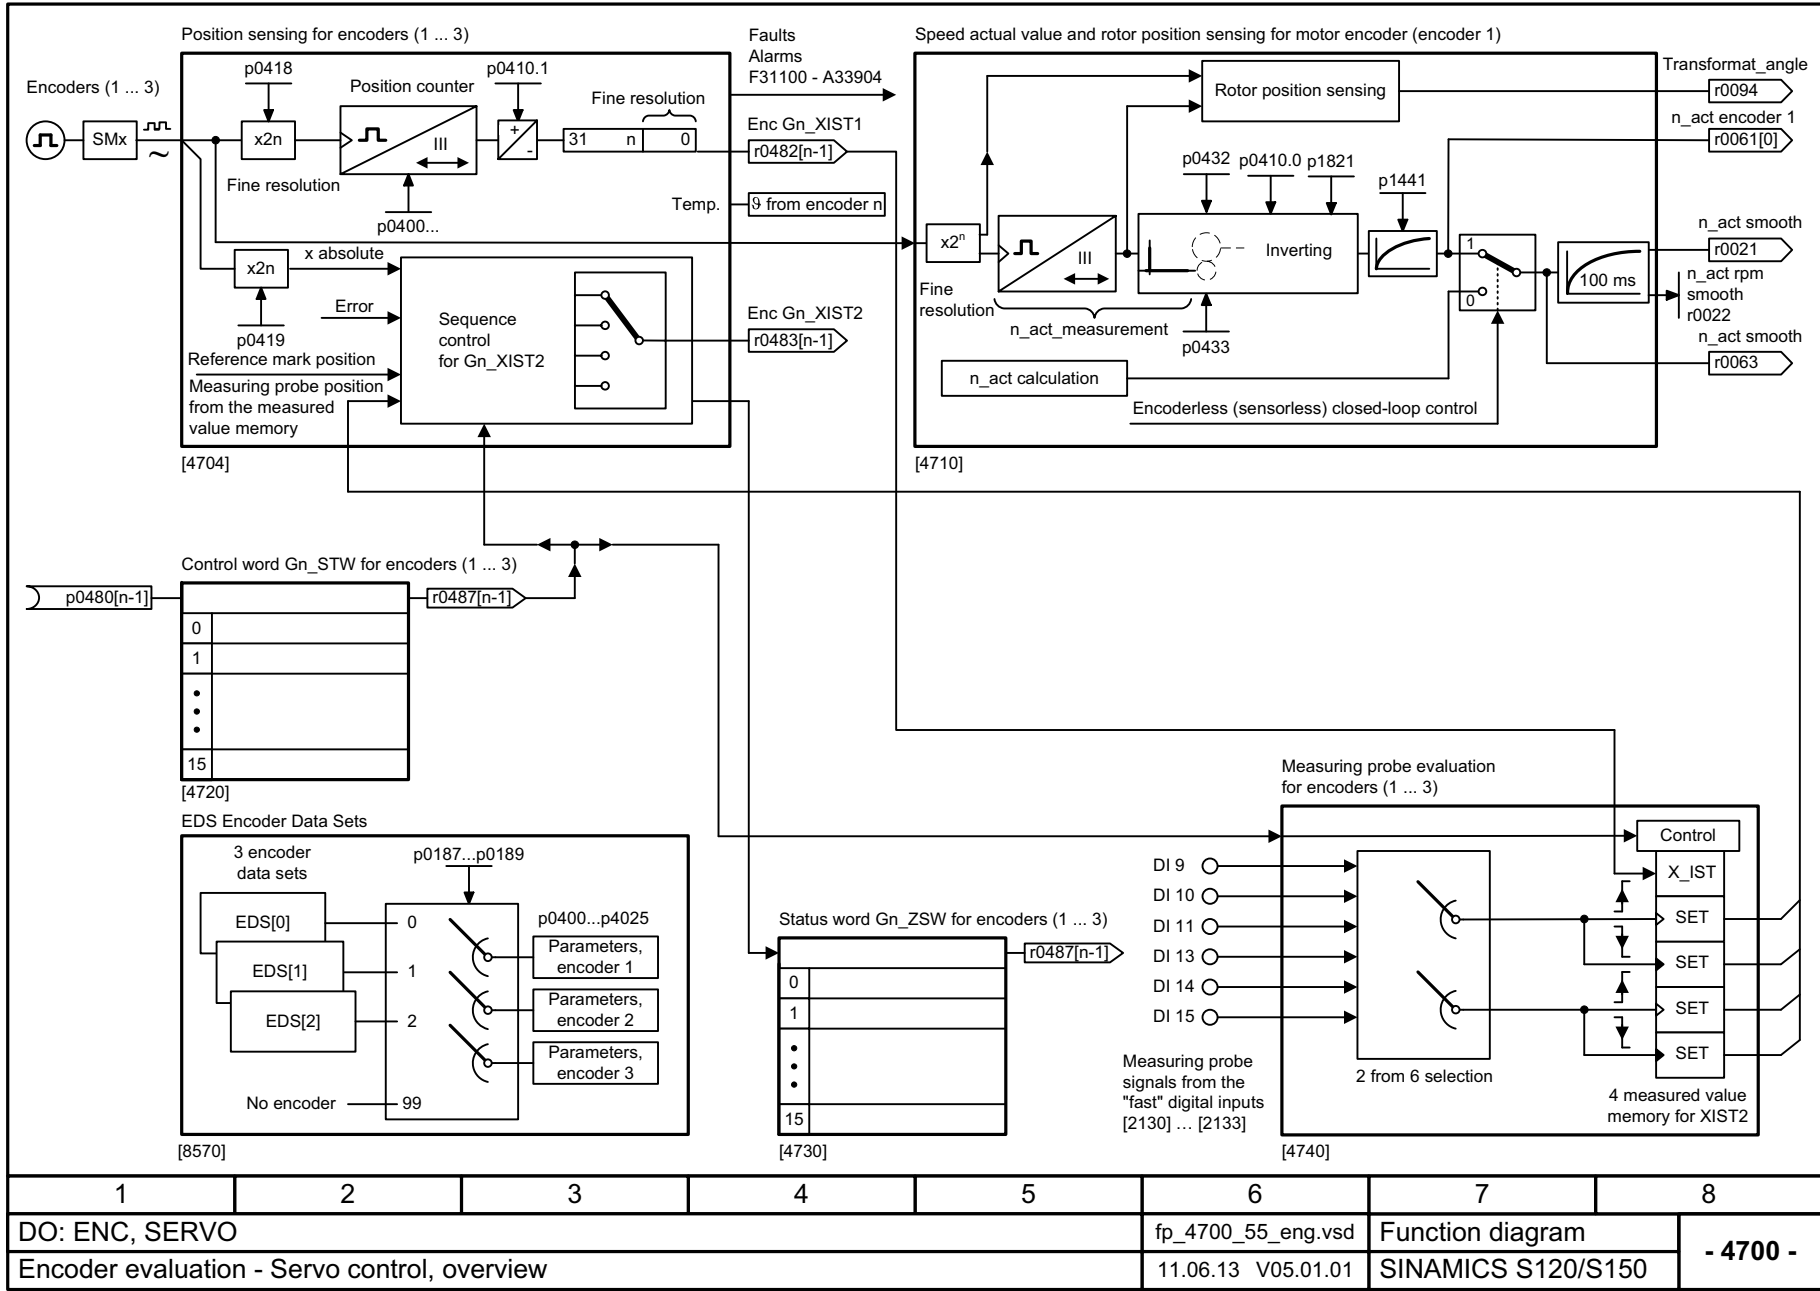 Position sensing for encoders (1 ... 3)
Faults
Alarms
F31100 - A33904
Speed actual value and rotor position sensing for motor encoder (encoder 1)
Encoders (1 ... 3)
SMx
p0418
x2n
Fine resolution
Position counter
III
p0400...
p0410.1
+
-
Fine resolution
31 n 0
Enc Gn_XIST1
r0482[n-1]
Temp.
ϑ from encoder n
x2n
p0419
x absolute
Error
Reference mark position
Measuring probe position
from the measured
value memory
Sequence
control
for Gn_XIST2
Enc Gn_XIST2
r0483[n-1]
[4704]
Rotor position sensing
Transformat_angle
r0094
n_act encoder 1
r0061[0]
p0432
p0410.0
p1821
p1441
x2n
Fine
resolution
III
n_act_measurement
Inverting
p0433
1
0
100 ms
n_act smooth
r0021
n_act rpm
smooth
r0022
n_act smooth
r0063
n_act calculation
Encoderless (sensorless) closed-loop control
[4710]
Control word Gn_STW for encoders (1 ... 3)
p0480[n-1]
r0487[n-1]
0
1
15
[4720]
EDS Encoder Data Sets
3 encoder
data sets
p0187...p0189
EDS[0]
EDS[1]
EDS[2]
0
1
2
No encoder
99
p0400...p4025
Parameters,
encoder 1
Parameters,
encoder 2
Parameters,
encoder 3
[8570]
Status word Gn_ZSW for encoders (1 ... 3)
r0487[n-1]
0
1
15
[4730]
Measuring probe evaluation
for encoders (1 ... 3)
DI 9
DI 10
DI 11
DI 13
DI 14
DI 15
Measuring probe
signals from the
"fast" digital inputs
[2130] … [2133]
2 from 6 selection
Control
X_IST
SET
SET
SET
SET
4 measured value
memory for XIST2
[4740]
1 2 3 4 5 6 7 8
DO: ENC, SERVO
fp_4700_55_eng.vsd
Function diagram
- 4700 -
Encoder evaluation - Servo control, overview
11.06.13 V05.01.01
SINAMICS S120/S150